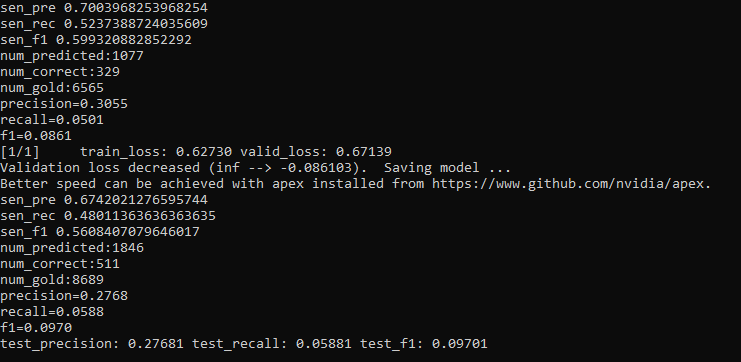 sen_pre 0.7003968253968254
sen_rec 0.5237388724035609
sen_f1 0.599320882852292
num_predicted:1077
num_correct:329
num_gold:6565
precision=0.3055
recall=0.0501
f1=0.0861
[1/1]     train_loss: 0.62730 valid_loss: 0.67139
Validation loss decreased (inf --> -0.086103).  Saving model ...
Better speed can be achieved with apex installed from https://www.github.com/nvidia/apex.
sen_pre 0.6742021276595744
sen_rec 0.48011363636363635
sen_f1 0.5608407079646017
num_predicted:1846
num_correct:511
num_gold:8689
precision=0.2768
recall=0.0588
f1=0.0970
test_precision: 0.27681 test_recall: 0.05881 test_f1: 0.09701